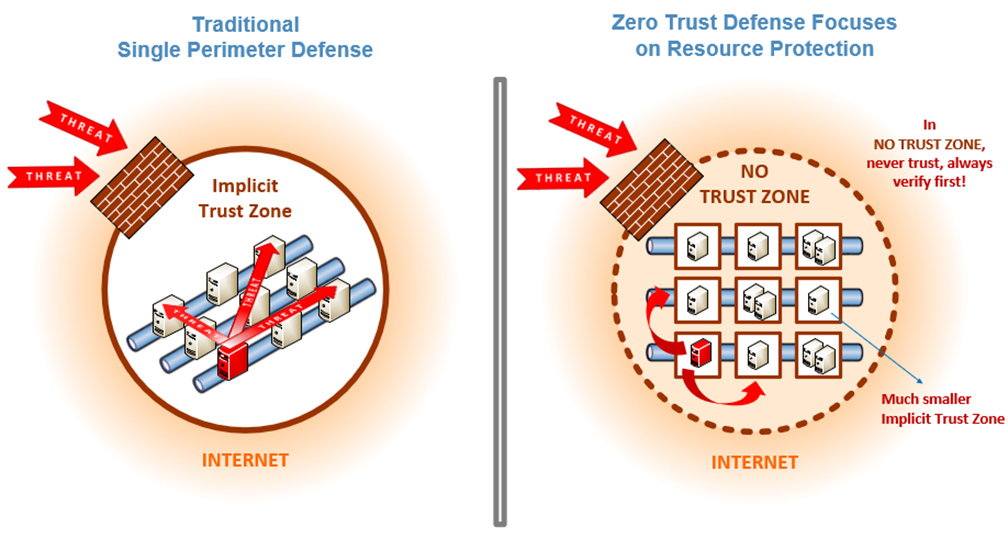 Traditional
Single Perimeter Defense
THREAT
THREAT
Implicit
Trust Zone
THREAT
THREAT
THREAT
INTERNET
Zero Trust Defense Focuses
on Resource Protection
THREAT
THREAT
NO
TRUST ZONE
In
NO TRUST ZONE,
never trust, always
verify first!
Much smaller
Implicit Trust Zone
INTERNET